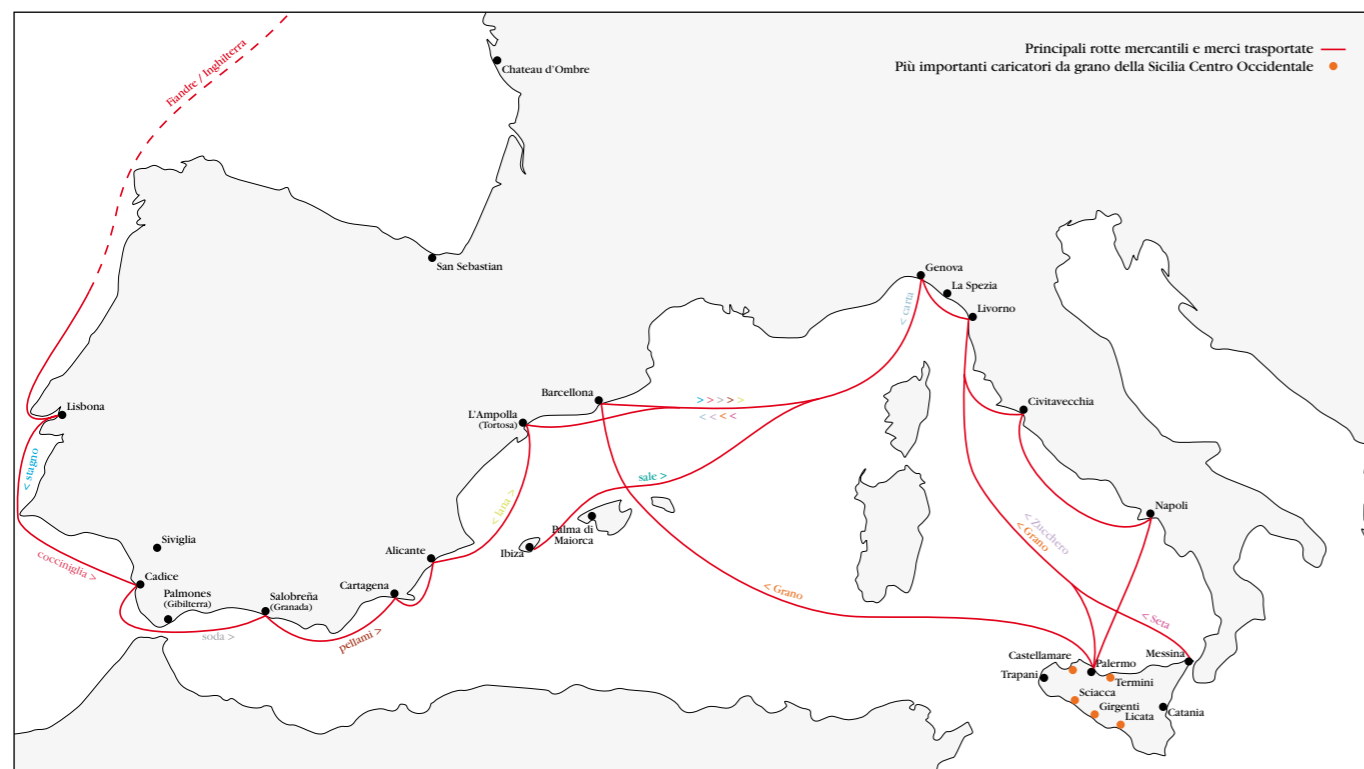 Principali rotte mercantili e merci trasportate
Più importanti caricatori da grano della Sicilia Centro Occidentale
Fiandre / Inghilterra
Chateau d'Ombre
San Sebastian
Genova
La Spezia
Livorno
< carta
Barcellona
> > > > >
< < < <
L'Ampolla
(Tortosa)
Civitavecchia
Lisbona
< stagno
sale >
< lana >
Napoli
Palma di
Maiorca
Ibiza
< Zucchero
< Grano
Siviglia
Alicante
cocciniglia >
Cadice
Cartagena
Palmones
(Gibilterra)
Salobreña
(Granada)
< Grano
soda >
pellami >
< Seta
Castellamare
Palermo
Messina
Trapani
Termini
Sciacca
Girgenti
Licata
Catania